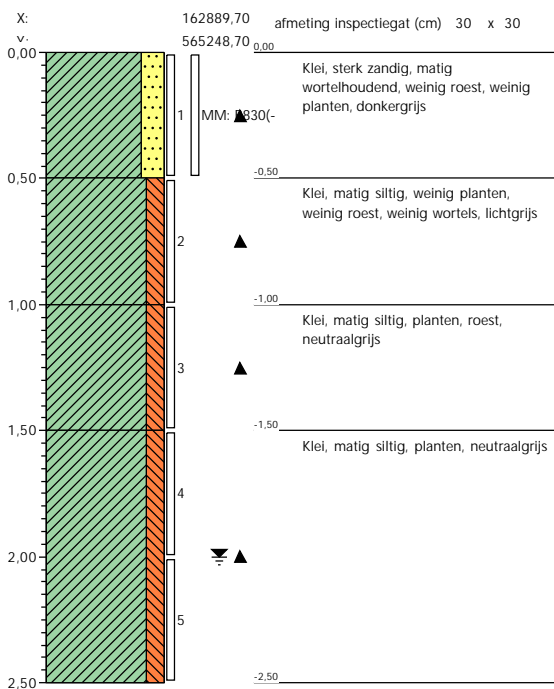 X: 162889,70 afmeting inspectiegat (cm) 30 x 30
565248,70
0,00 0,00
Klei, sterk zandig, matig
wortelhoudend, weinig roest, weinig
planten, donkergrijs
1 MM:
0,50 -0,50
Klei, matig siltig, weinig planten,
weinig roest, weinig wortels, lichtgrijs
2
1,00 -1,00
Klei, matig siltig, planten, roest,
neutraalgrijs
3
1,50 -1,50
Klei, matig siltig, planten, neutraalgrijs
4
2,00
5
2,50 -2,50